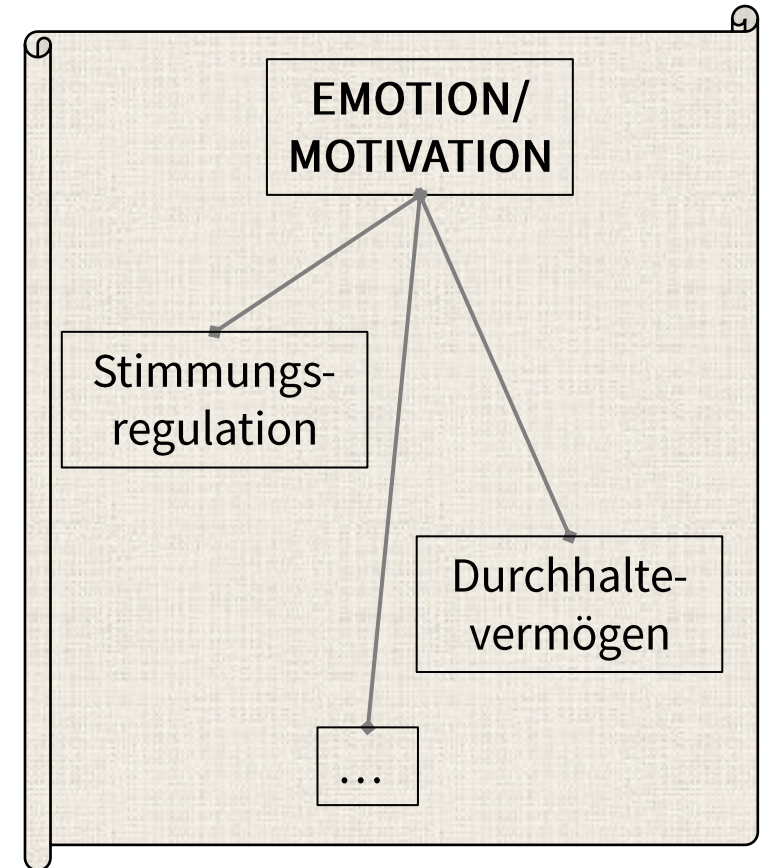 EMOTION/
MOTIVATION
Stimmungs-
regulation
Durchhalte-
vermögen
...